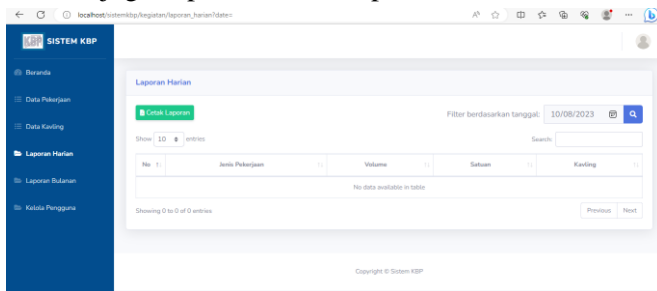 localhost/sistemkbp/kegiatan/laporan_harian?date=
KBP SISTEM KBP
Beranda
Data Pekerjaan
Data Kavling
Laporan Harian
Laporan Bulanan
Kelola Pengguna
Laporan Harian
Cetak Laporan
Filter berdasarkan tanggal: 10/08/2023
Show 10 entries
Search:
No Jenis Pekerjaan Volume Satuan Kavling
No data available in table
Showing 0 to 0 of 0 entries
Previous Next
Copyright © Sistem KBP